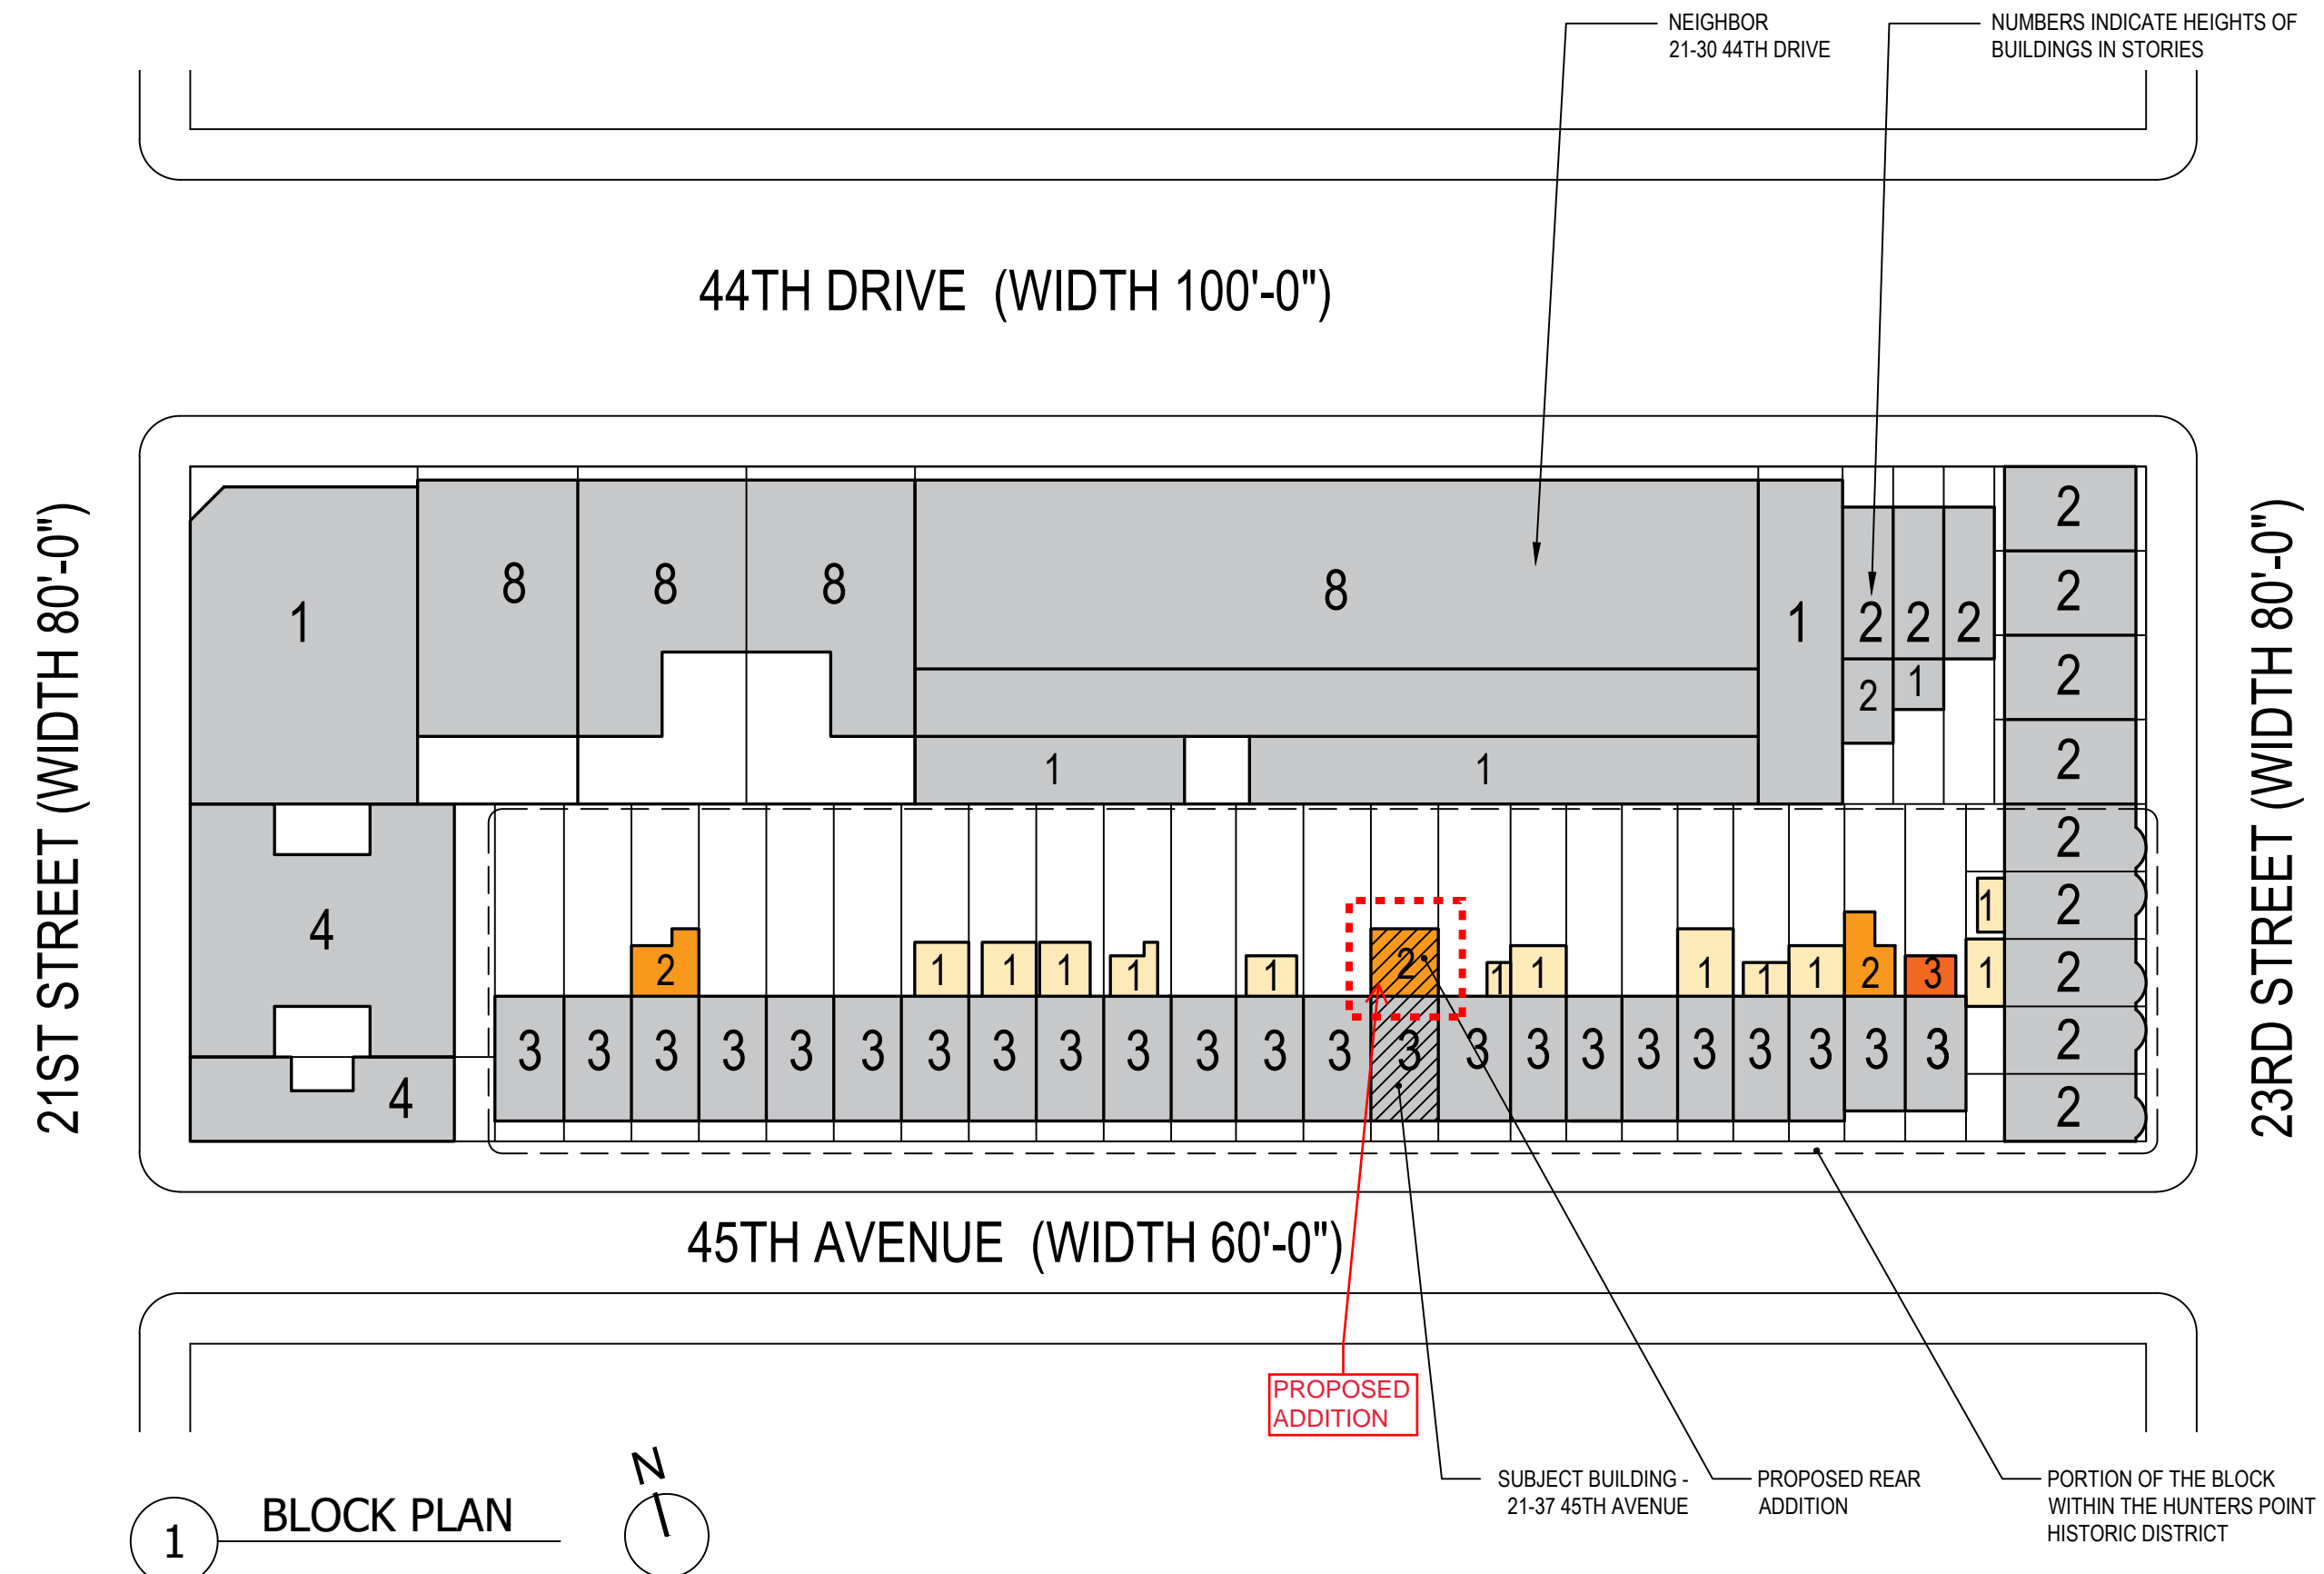 NEIGHBOR
21-30 44TH DRIVE
NUMBERS INDICATE HEIGHTS OF
BUILDINGS IN STORIES
44TH DRIVE (WIDTH 100'-0")
21ST STREET (WIDTH 80'-0")
23RD STREET (WIDTH 80'-0")
1 8 8 8 8 1 2 2 2 2
2
2 1 2
1 1 2
2
4 1 2
2 1 1 1 1 1 2 1 1 1 1 1 2 3 1 2
3 3 3 3 3 3 3 3 3 3 3 3 3 3 3 3 3 3 3 3 3 3 3 2
4 2
45TH AVENUE (WIDTH 60'-0")
PROPOSED
ADDITION
SUBJECT BUILDING -
21-37 45TH AVENUE
PROPOSED REAR
ADDITION
PORTION OF THE BLOCK
WITHIN THE HUNTERS POINT
HISTORIC DISTRICT
N
1 BLOCK PLAN